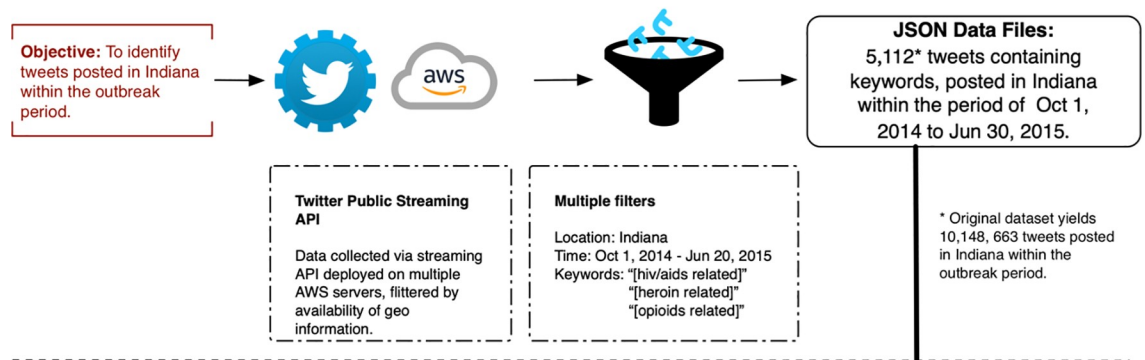 Objective: To identify
tweets posted in Indiana
within the outbreak
period.
aws
JSON Data Files:
5,112* tweets containing
keywords, posted in Indiana
within the period of Oct 1,
2014 to Jun 30, 2015.
Twitter Public Streaming
API
Data collected via streaming
API deployed on multiple
AWS servers, flittered by
availability of geo
information.
Multiple filters
Location: Indiana
Time: Oct 1, 2014 - Jun 20, 2015
Keywords: “[hiv/aids related]”
“[heroin related]”
“[opioids related]”
* Original dataset yields
10,148, 663 tweets posted
in Indiana within the
outbreak period.